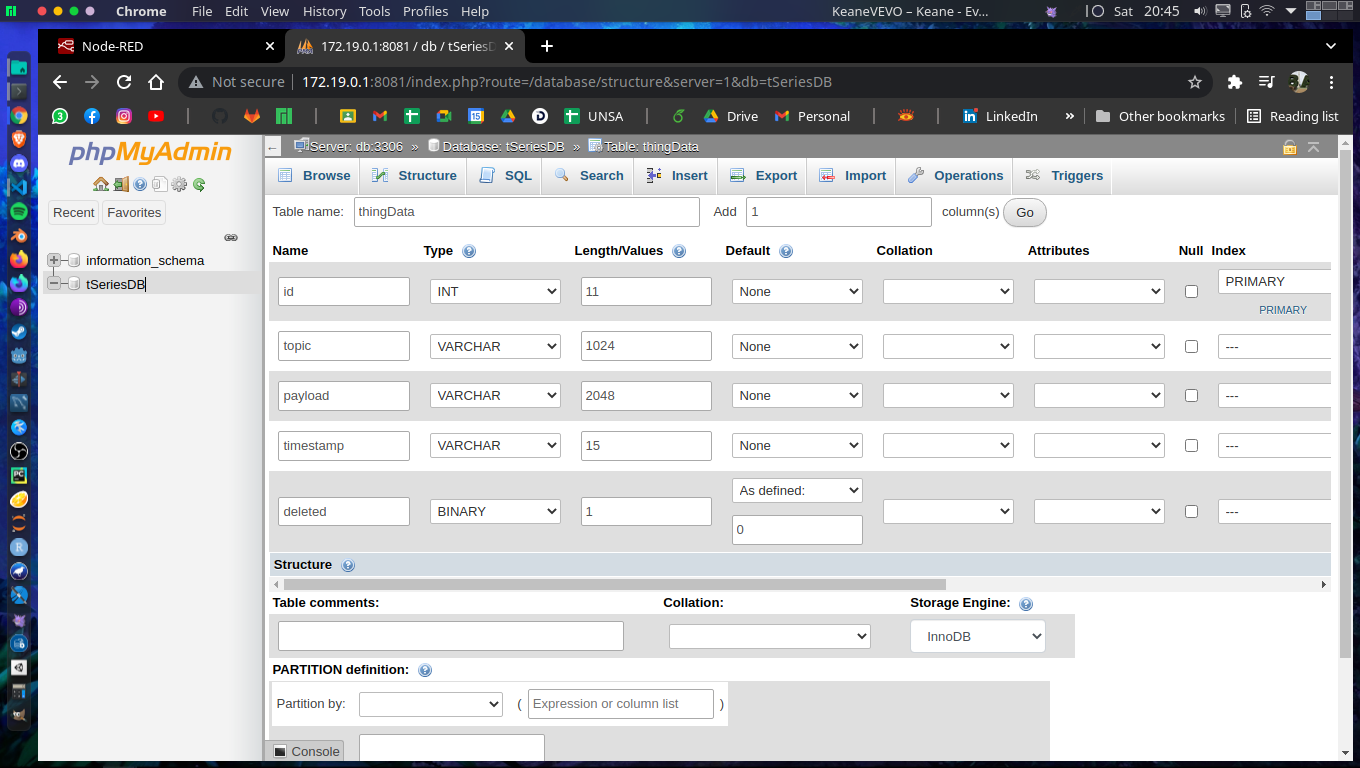 Chrome File Edit View History Tools Profiles Help KeaneVEVO – Keane - Ev... Sat 20:45
Node-RED 172.19.0.1:8081 / db / tSeriesD
Not secure 172.19.0.1:8081/index.php?route=/database/structure&server=1&db=tSeriesDB
UNSA Drive Personal LinkedIn » Other bookmarks Reading list
phpMyAdmin
Recent Favorites
information_schema
tSeriesDB
Server: db:3306 » Database: tSeriesDB » Table: thingData
Browse Structure SQL Search Insert Export Import Operations Triggers
Table name: thingData Add 1 column(s) Go
Name Type Length/Values Default Collation Attributes Null Index
id INT 11 None PRIMARY
PRIMARY
topic VARCHAR 1024 None ---
payload VARCHAR 2048 None ---
timestamp VARCHAR 15 None ---
As defined:
deleted BINARY 1 ---
0
Structure
Table comments: Collation: Storage Engine:
InnoDB
PARTITION definition:
Partition by: ( Expression or column list )
Console